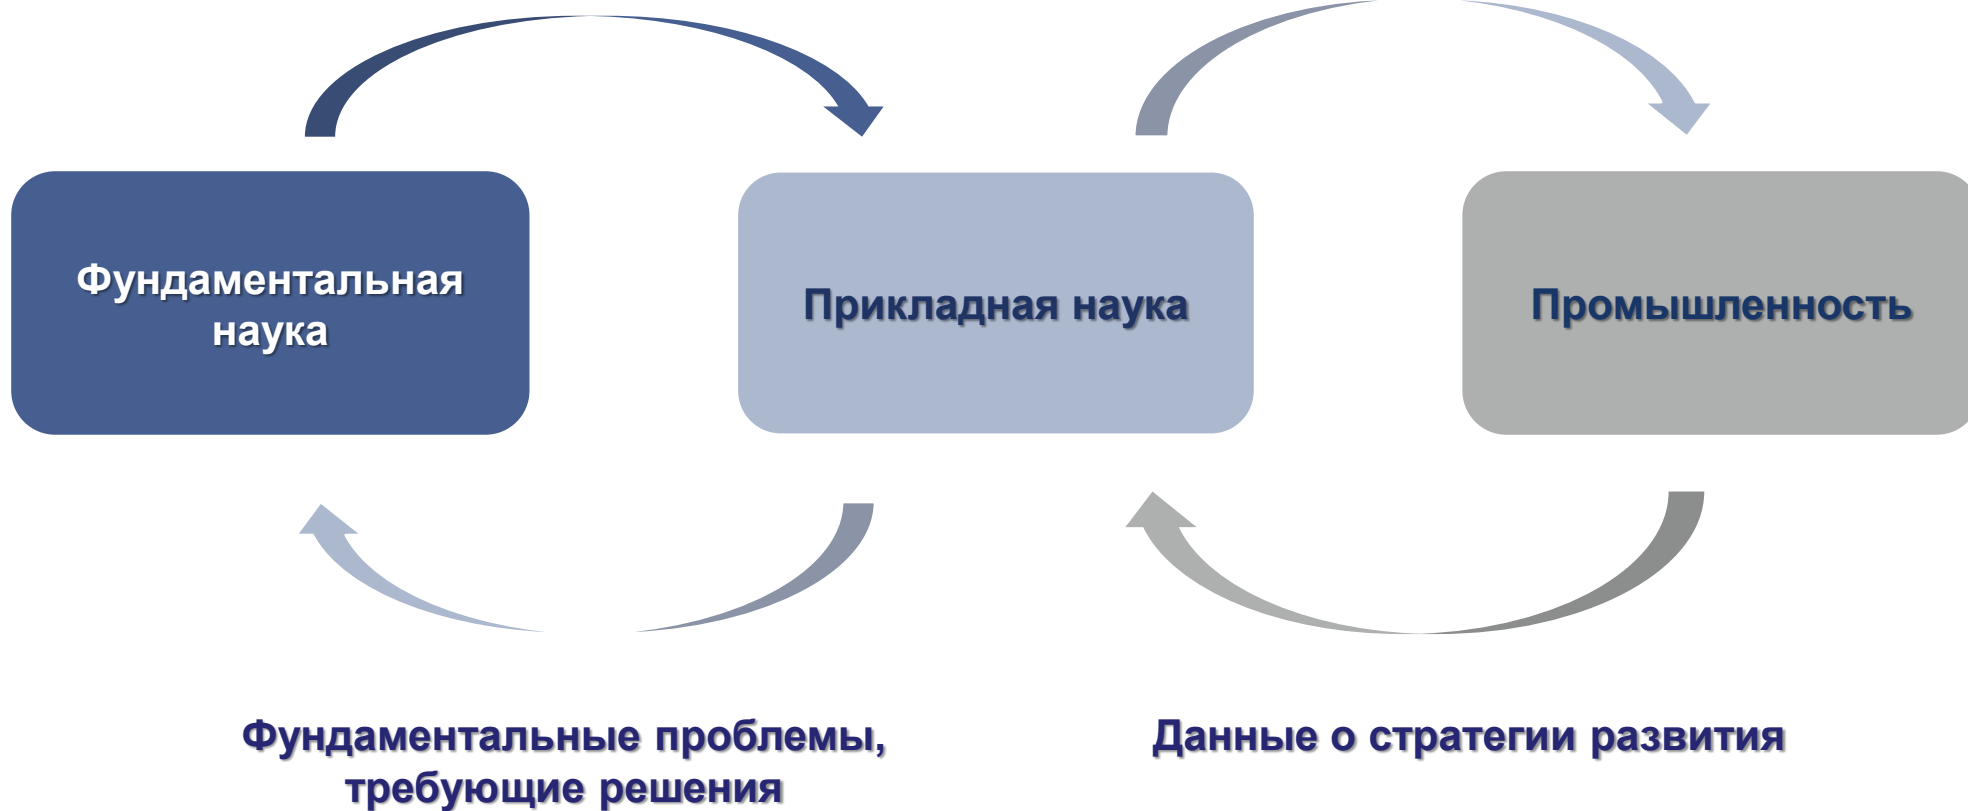 Фундаментальная
наука
Прикладная наука
Промышленность
Фундаментальные проблемы,
требующие решения
Данные о стратегии развития